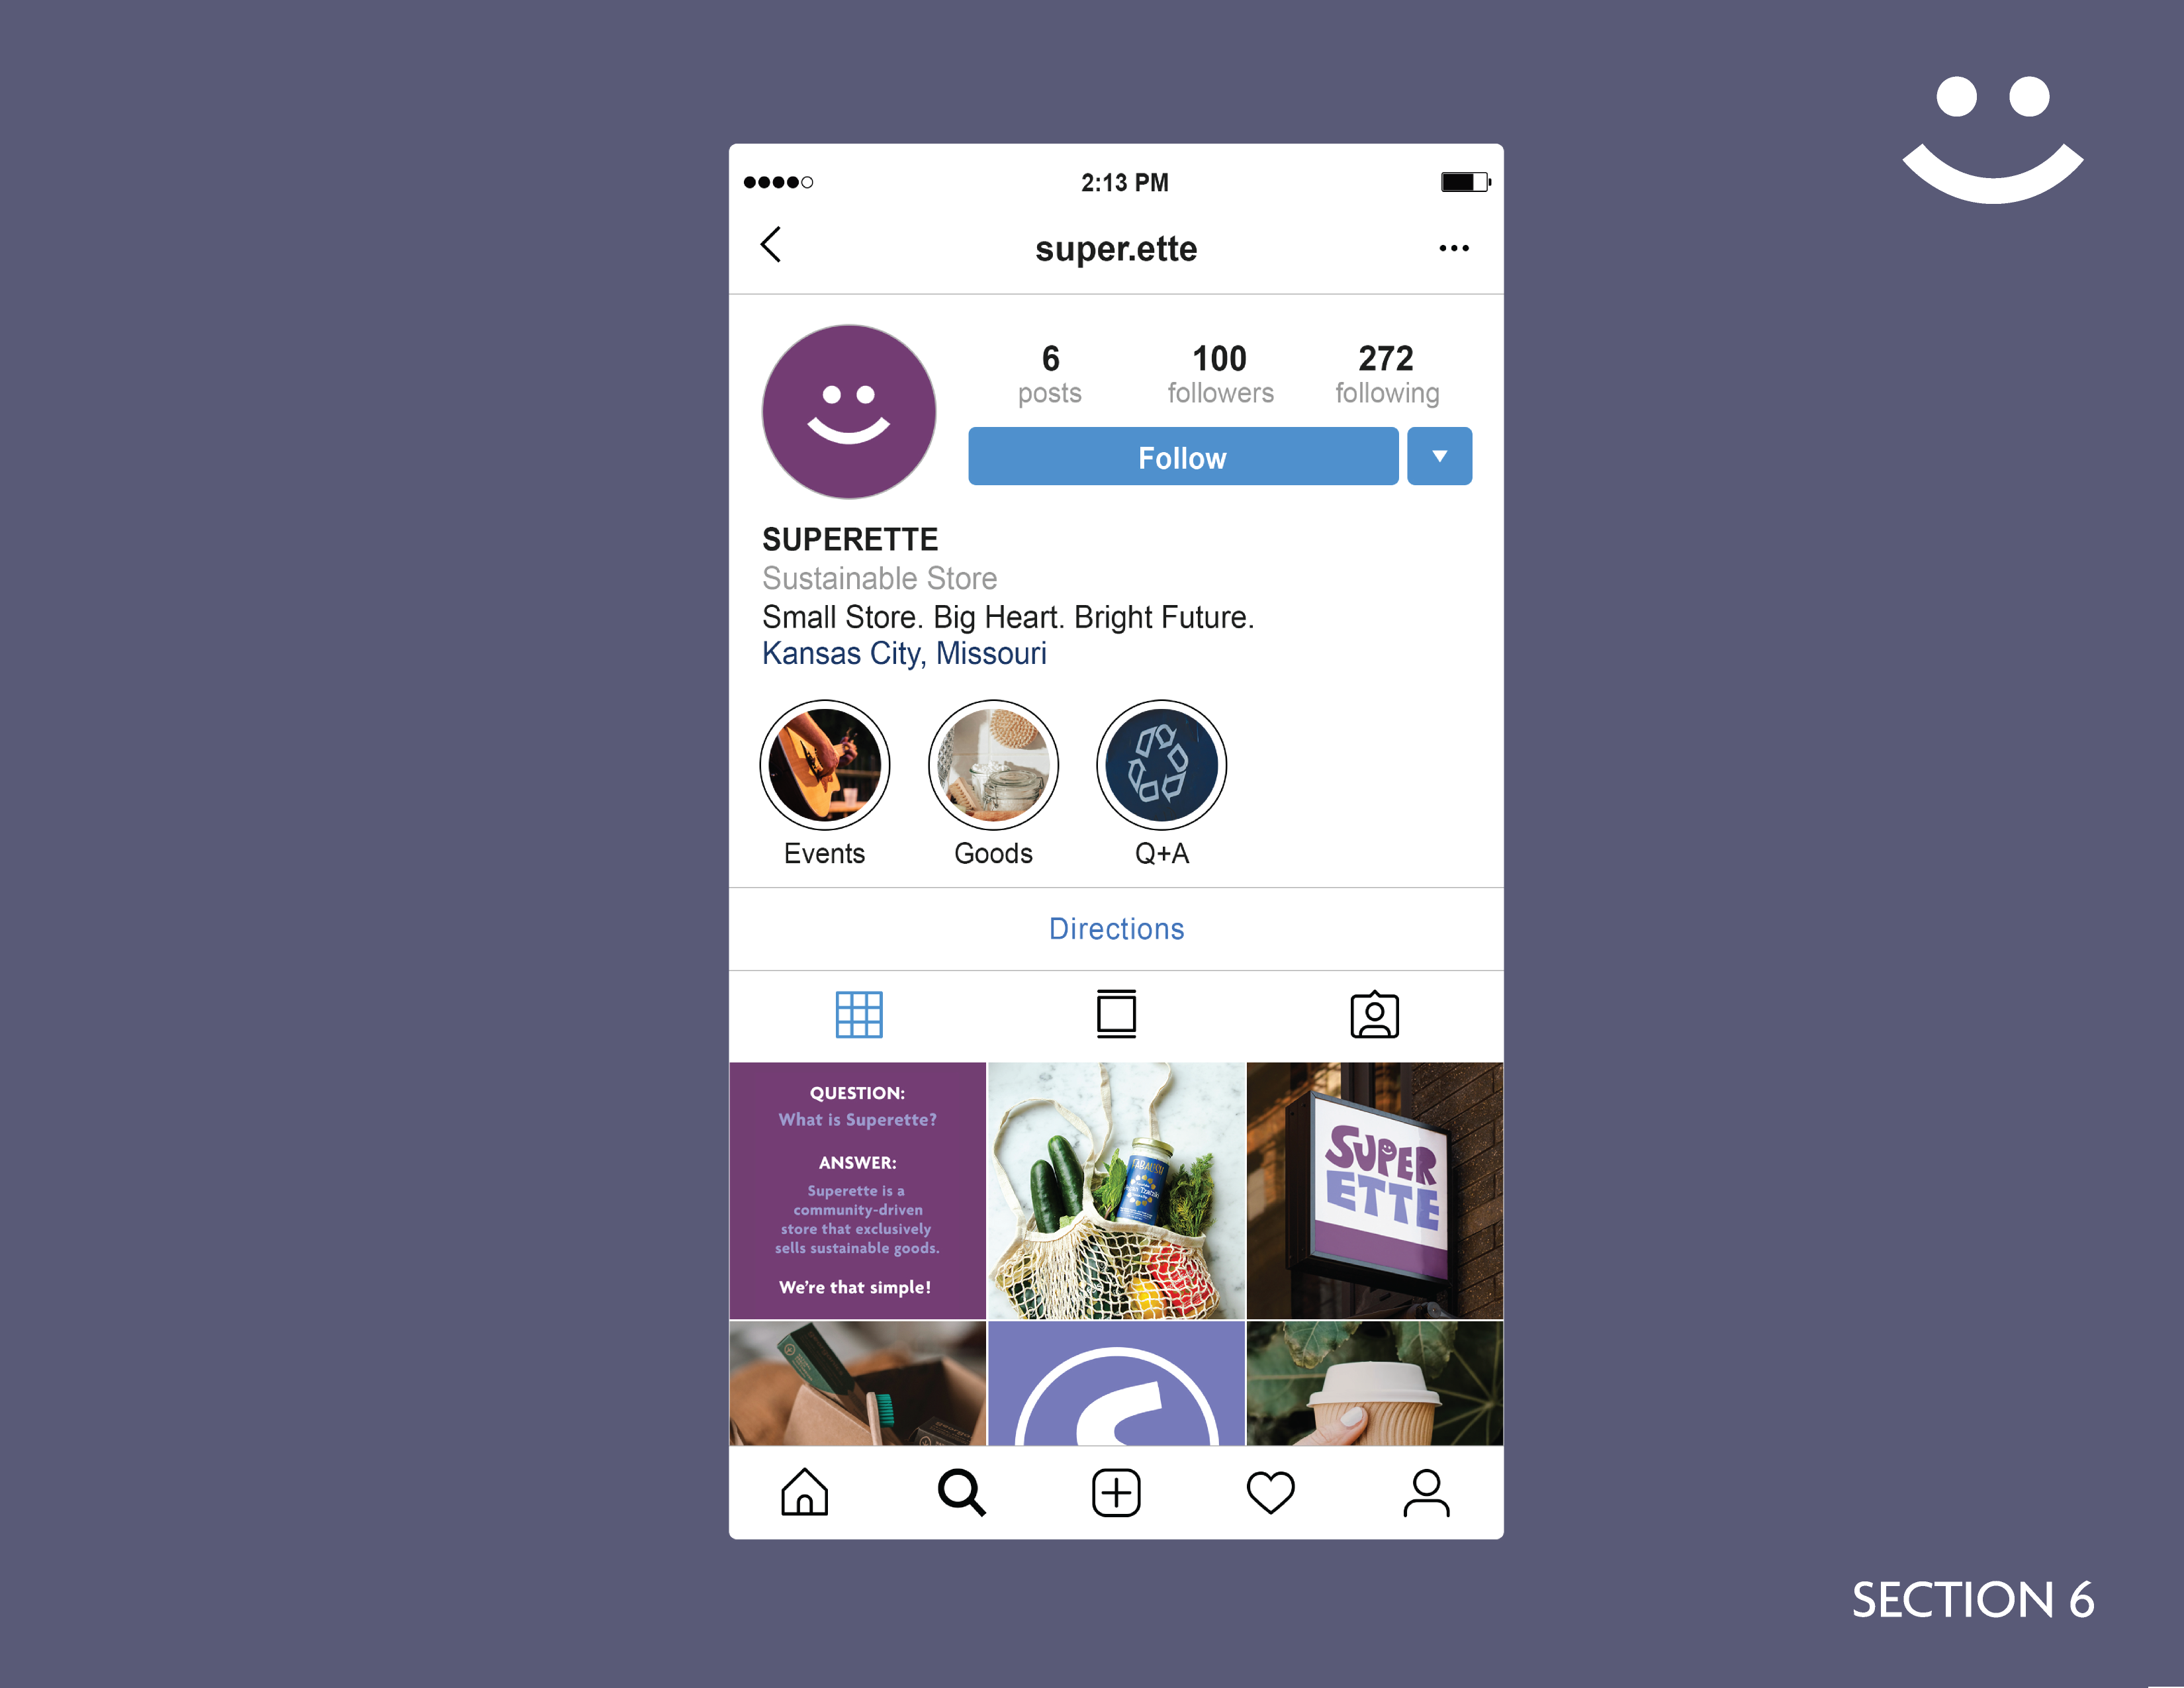 2:13 PM
super.ette
6
posts
100
followers
272
following
Follow
SUPERETTE
Sustainable Store
Small Store. Big Heart. Bright Future.
Kansas City, Missouri
Events
Goods
Q+A
Directions
QUESTION:
What is Superette?
ANSWER:
Superette is a
community-driven
store that exclusively
sells sustainable goods.
We're that simple!
SUPER
ETTE
S
SECTION 6